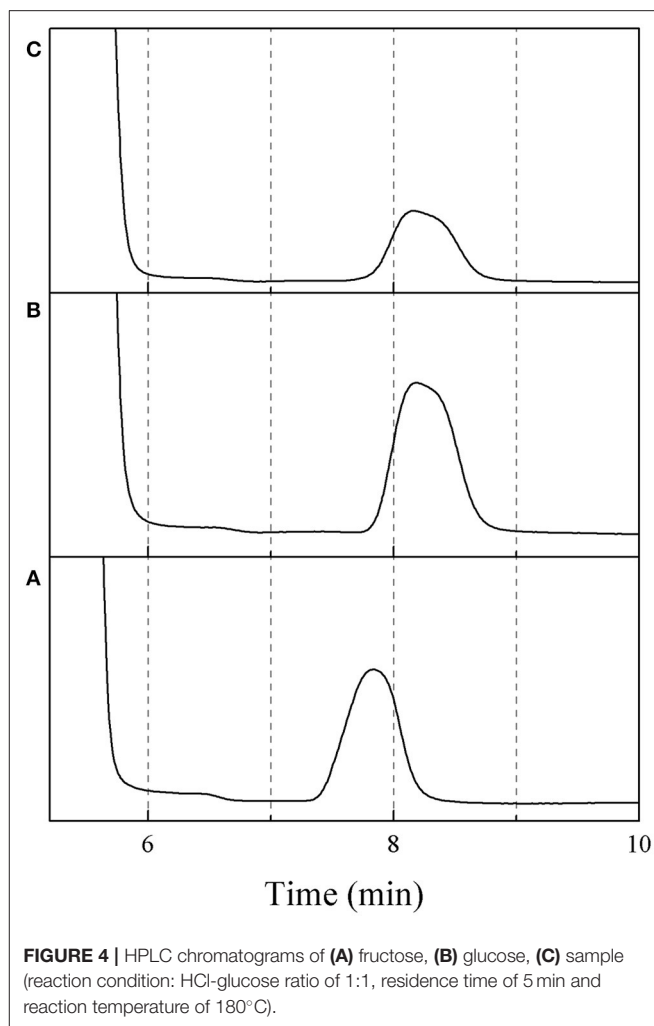 C
B
A
6 8 10
Time (min)
FIGURE 4 | HPLC chromatograms of (A) fructose, (B) glucose, (C) sample
(reaction condition: HCl-glucose ratio of 1:1, residence time of 5 min and
reaction temperature of 180°C).